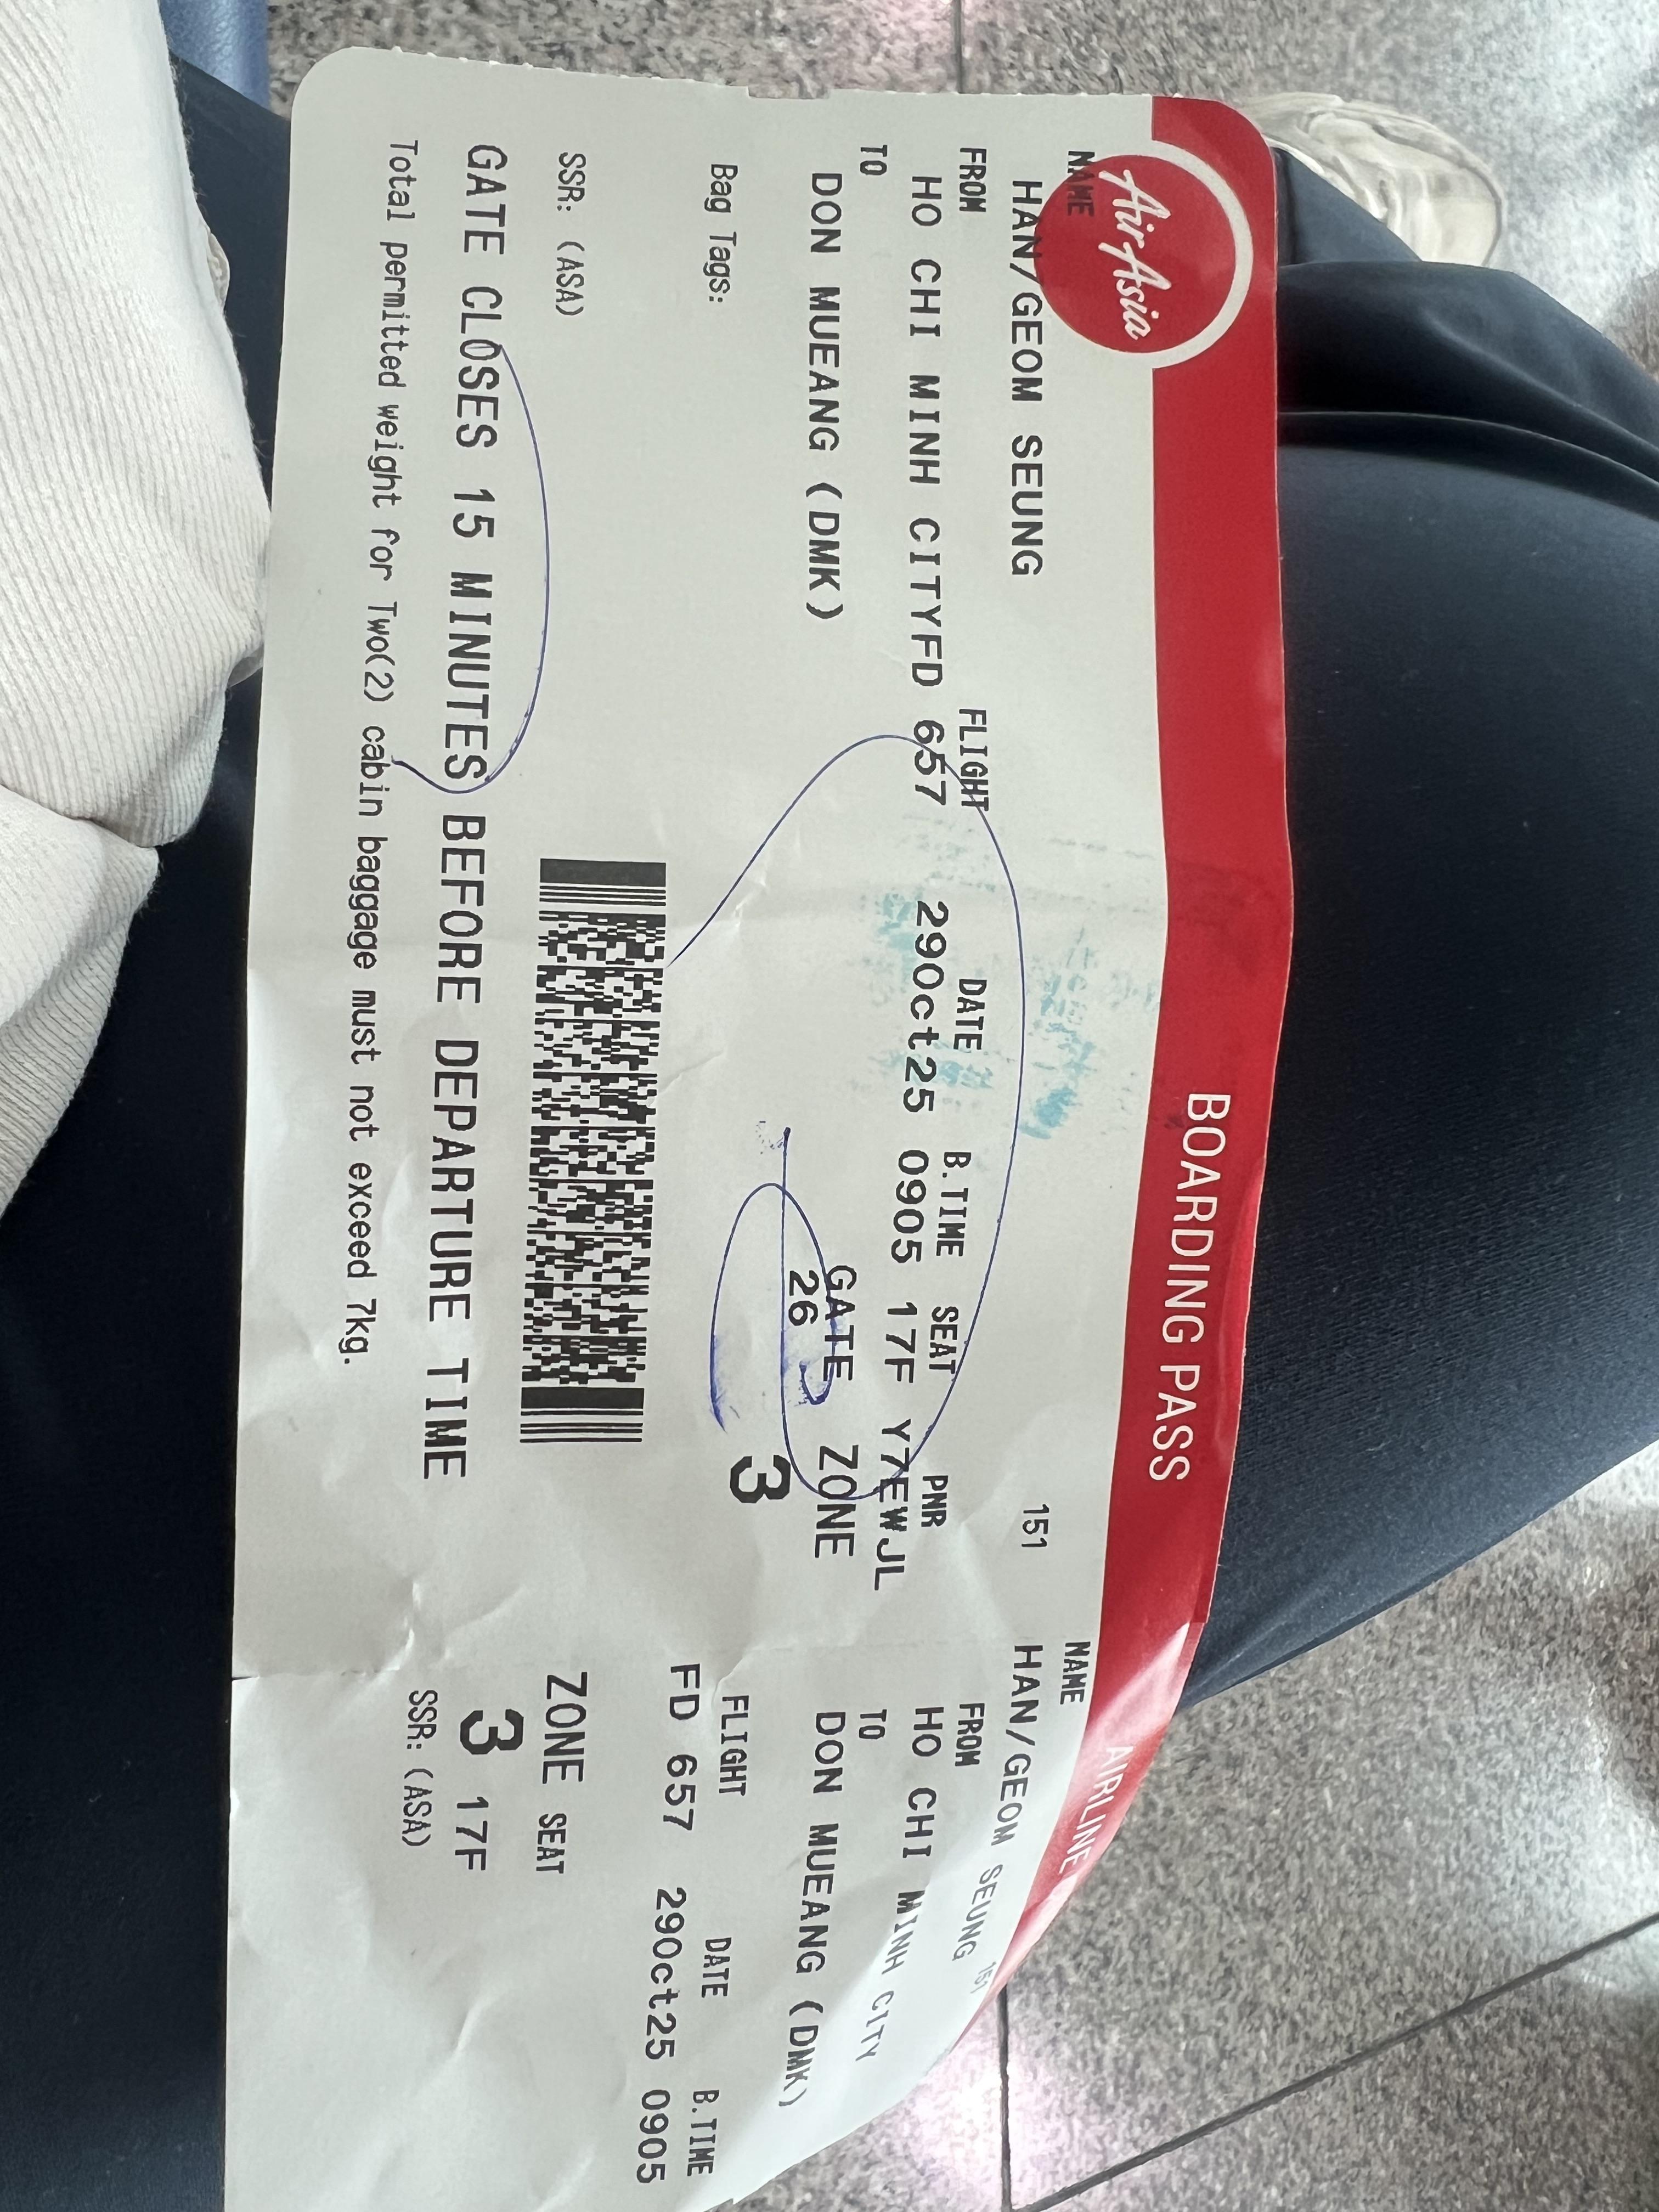 AirAsia
BOARDING PASS
NAME
151
HAN/GEOM SEUNG
FROM FLIGHT DATE B.TIME SEAT PNR
HO CHI MINH CITYFD 657 29Oct25 0905 17F Y7EWJL
TO
GATE ZONE
DON MUEANG (DMK)
26
3
Bag Tags:
SSR: (ASA)
GATE CLOSES 15 MINUTES BEFORE DEPARTURE TIME
Total permitted weight for Two(2) cabin baggage must not exceed 7kg.
AIRLINE
NAME
151
HAN/GEOM SEUNG
FROM
HO CHI MINH CITY
TO
DON MUEANG (DMK)
FLIGHT DATE B.TIME
FD 657 29Oct25 0905
ZONE SEAT
3 17F
SSR: (ASA)